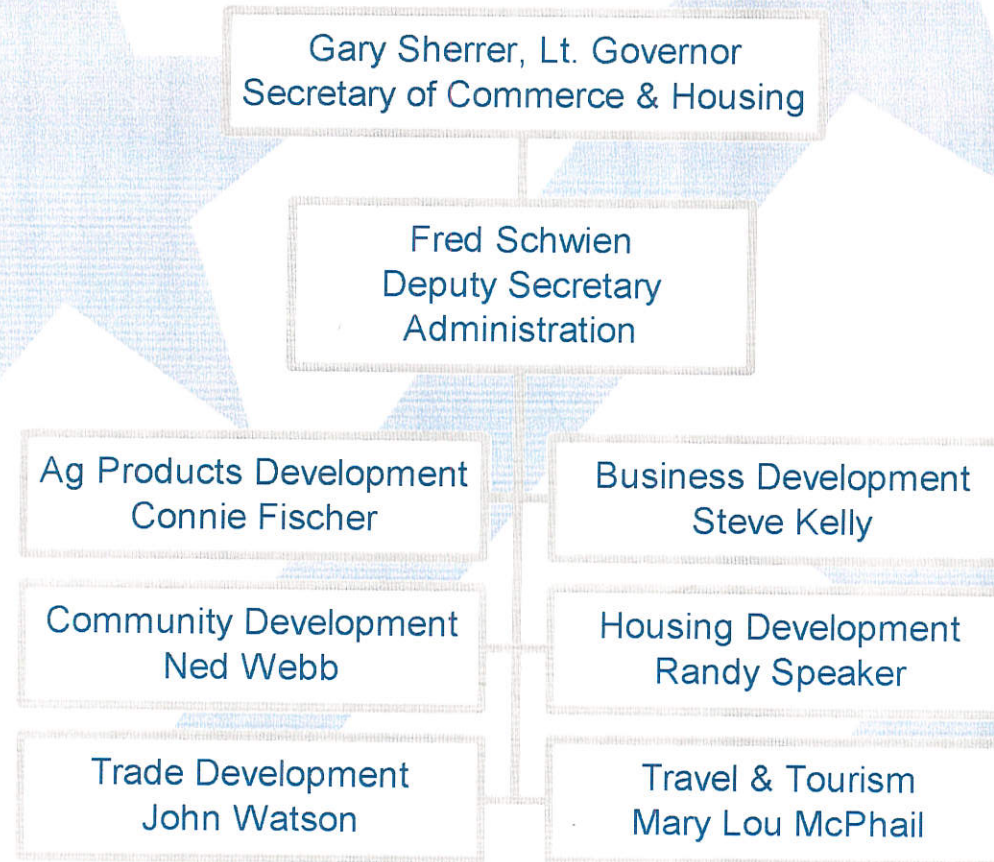 Gary Sherrer, Lt. Governor
Secretary of Commerce & Housing
Fred Schwien
Deputy Secretary
Administration
Ag Products Development
Connie Fischer
Business Development
Steve Kelly
Community Development
Ned Webb
Housing Development
Randy Speaker
Trade Development
John Watson
Travel & Tourism
Mary Lou McPhail